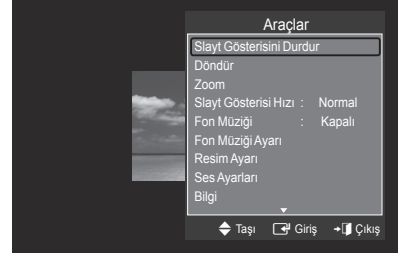 Araçlar
Slayt Gösterisini Durdur
Döndür
Zoom
Slayt Gösterisi Hızı : Normal
Fon Müziği : Kapalı
Fon Müziği Ayarı
Resim Ayarı
Ses Ayarları
Bilgi
Taşı Giriş Çıkış